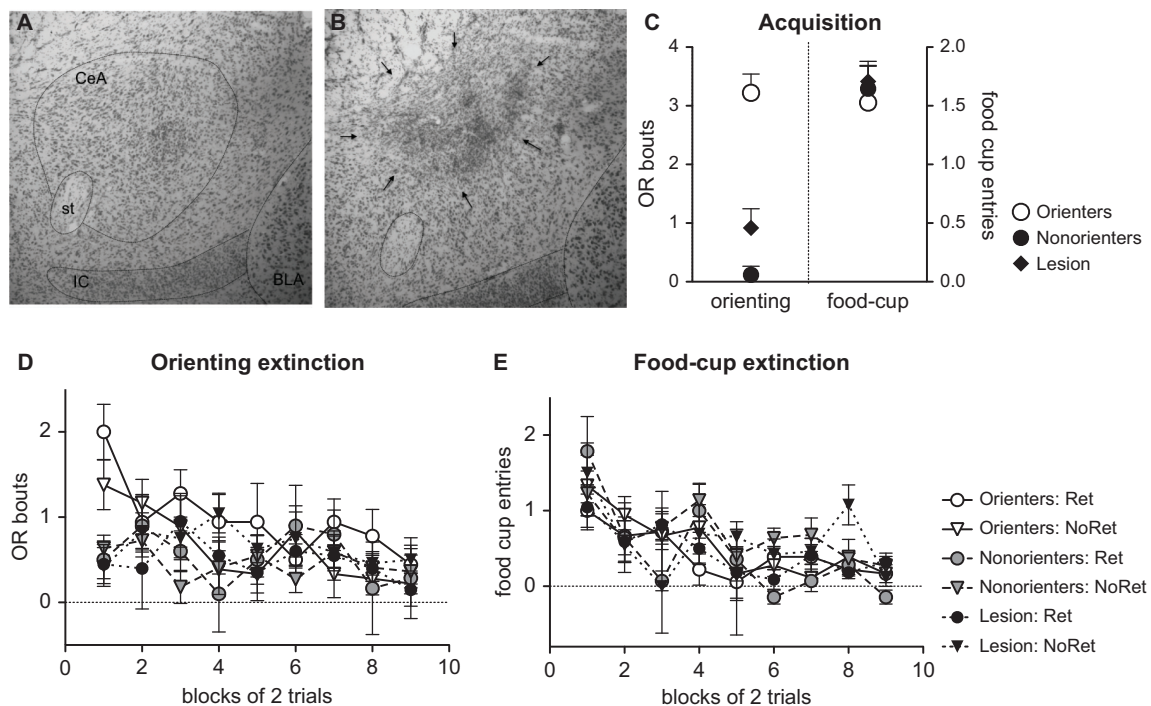 A
CeA
st
IC
BLA
B
C
Acquisition
4
3
2
1
0
OR bouts
2.0
1.5
1.0
0.5
0.0
food cup entries
orienting food-cup
Orienters
Nonorienters
Lesion
D Orienting extinction
2
1
0
OR bouts
0 2 4 6 8 10
blocks of 2 trials
E Food-cup extinction
2
1
0
food cup entries
0 2 4 6 8 10
blocks of 2 trials
Orienters: Ret
Orienters: NoRet
Nonorienters: Ret
Nonorienters: NoRet
Lesion: Ret
Lesion: NoRet